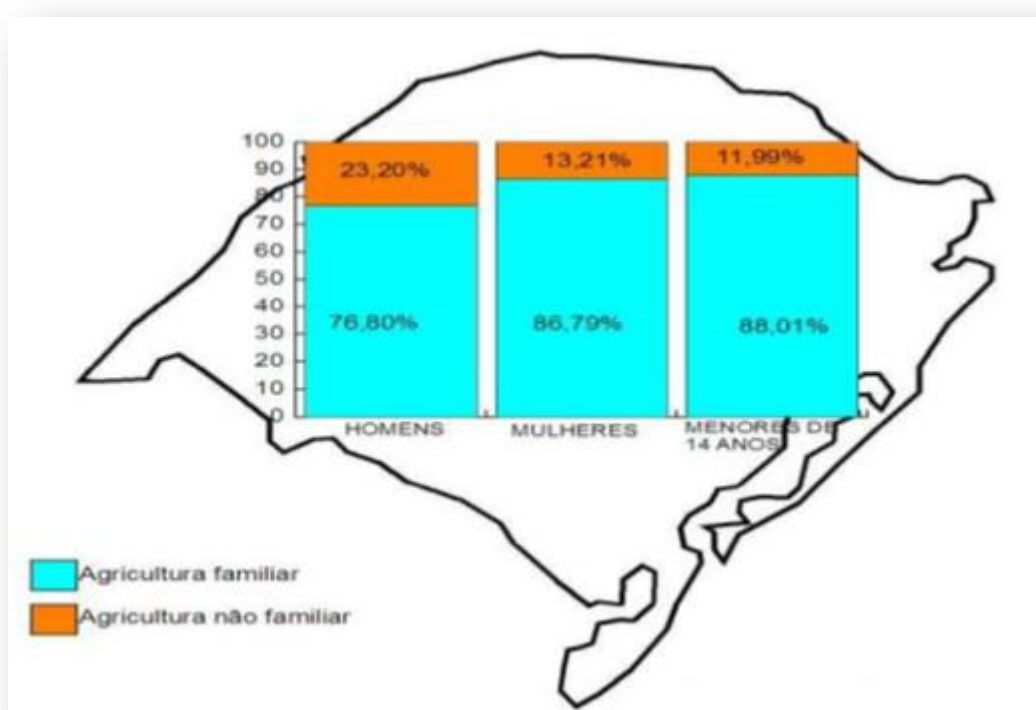 100
90
80
70
60
50
40
30
20
10
0
23,20%
13,21%
11,99%
76,80%
86,79%
88,01%
HOMENS
MULHERES
MENORES DE
14 ANOS
Agricultura familiar
Agricultura não familiar